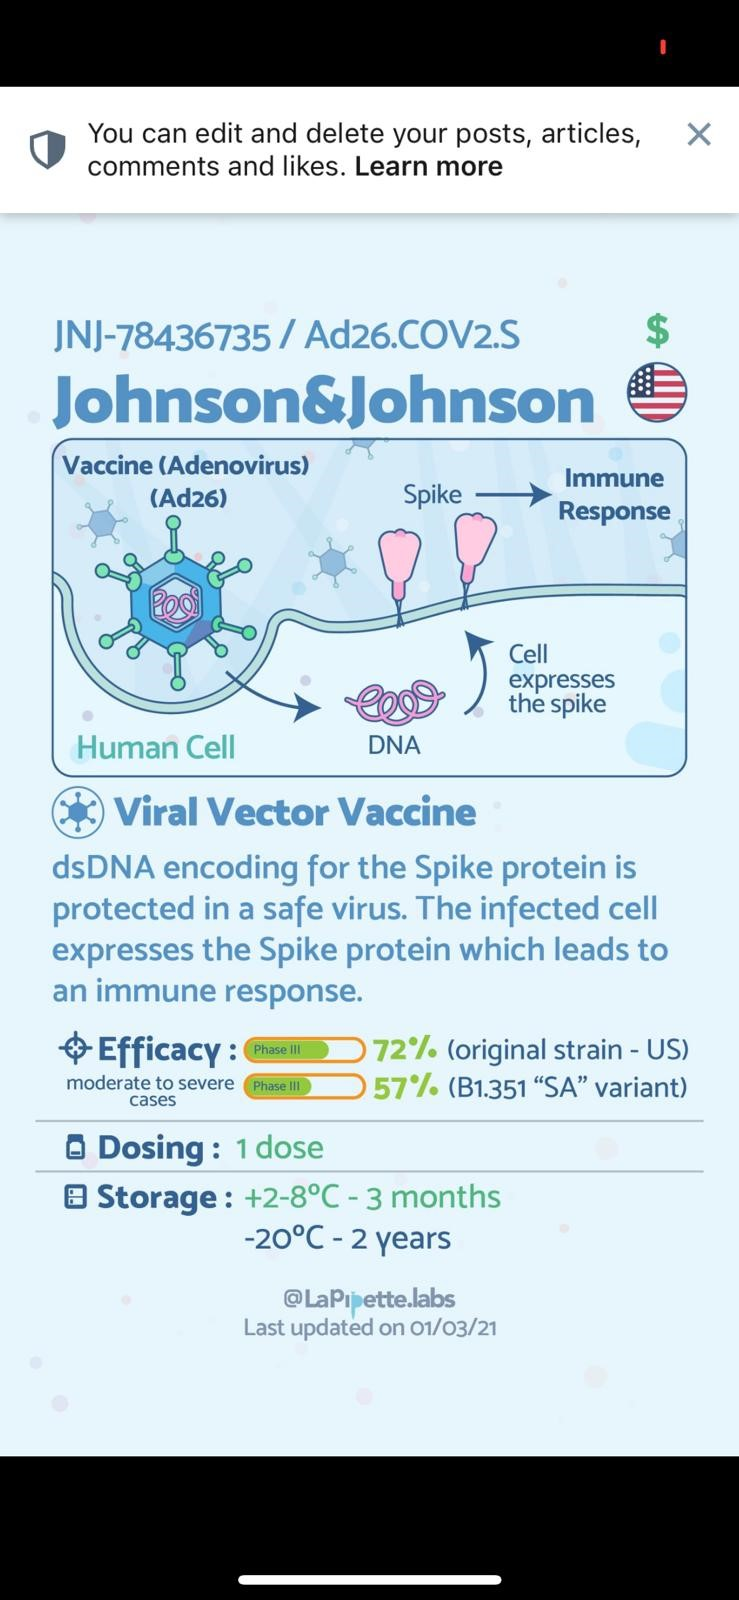 You can edit and delete your posts, articles,
comments and likes. Learn more
JNJ-78436735 / Ad26.COV2.S
$
Johnson&Johnson
Vaccine (Adenovirus)
(Ad26)
Spike
Immune
Response
Cell
expresses
the spike
DNA
Human Cell
Viral Vector Vaccine
dsDNA encoding for the Spike protein is
protected in a safe virus. The infected cell
expresses the Spike protein which leads to
an immune response.
Efficacy : Phase III 72% (original strain - US)
moderate to severe
cases
Phase III 57% (B1.351 “SA” variant)
Dosing : 1 dose
Storage : +2-8ºC - 3 months
-20ºC - 2 years
@LaPipette.labs
Last updated on 01/03/21